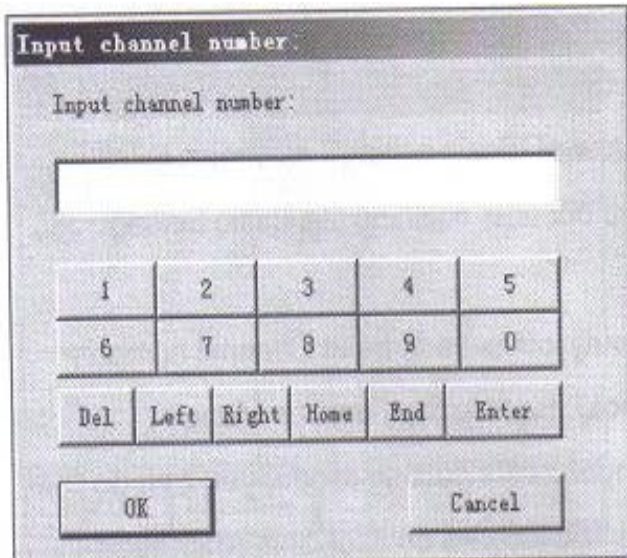 Input channel number:
Input channel number:
1 2 3 4 5
6 7 8 9 0
Del Left Right Home End Enter
OK Cancel